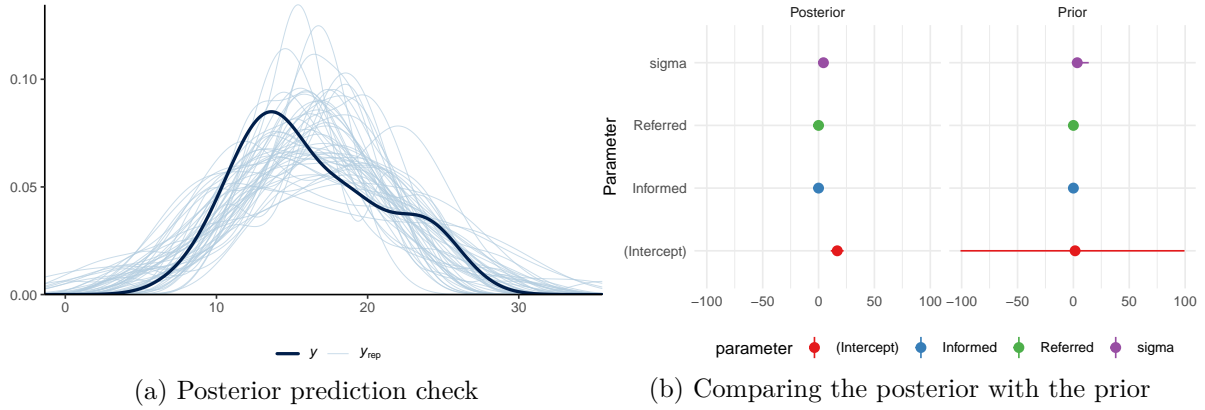 0.10
0.05
0.00
0 10 20 30
y y rep
(a) Posterior prediction check
Posterior Prior
Parameter
sigma
Referred
Informed
(Intercept)
−100 −50 0 50 100 −100 −50 0 50 100
parameter (Intercept) Informed Referred sigma
(b) Comparing the posterior with the prior